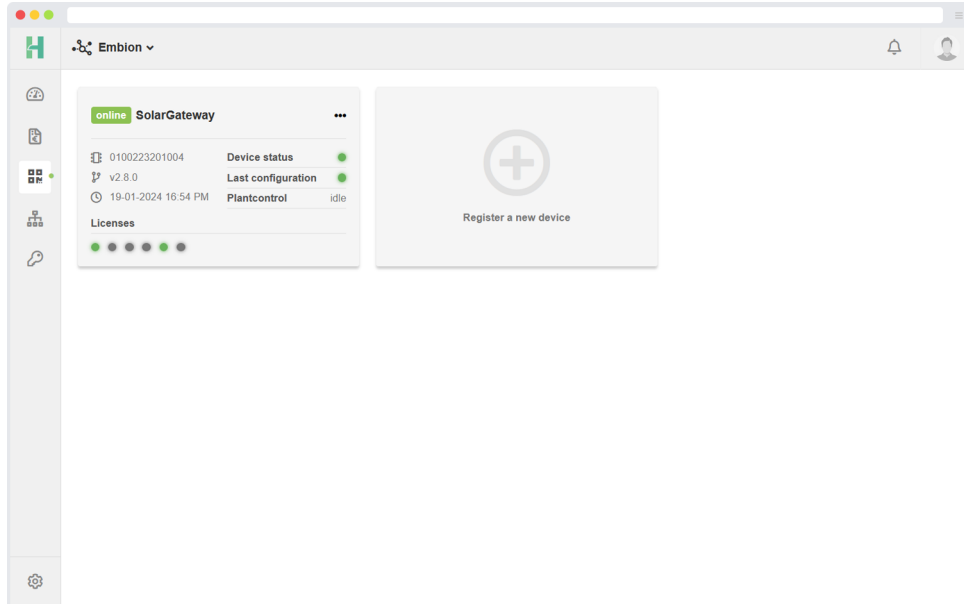 Embion
online SolarGateway
0100223201004
Device status
v2.8.0
Last configuration
19-01-2024 16:54 PM
Plantcontrol idle
Licenses
Register a new device